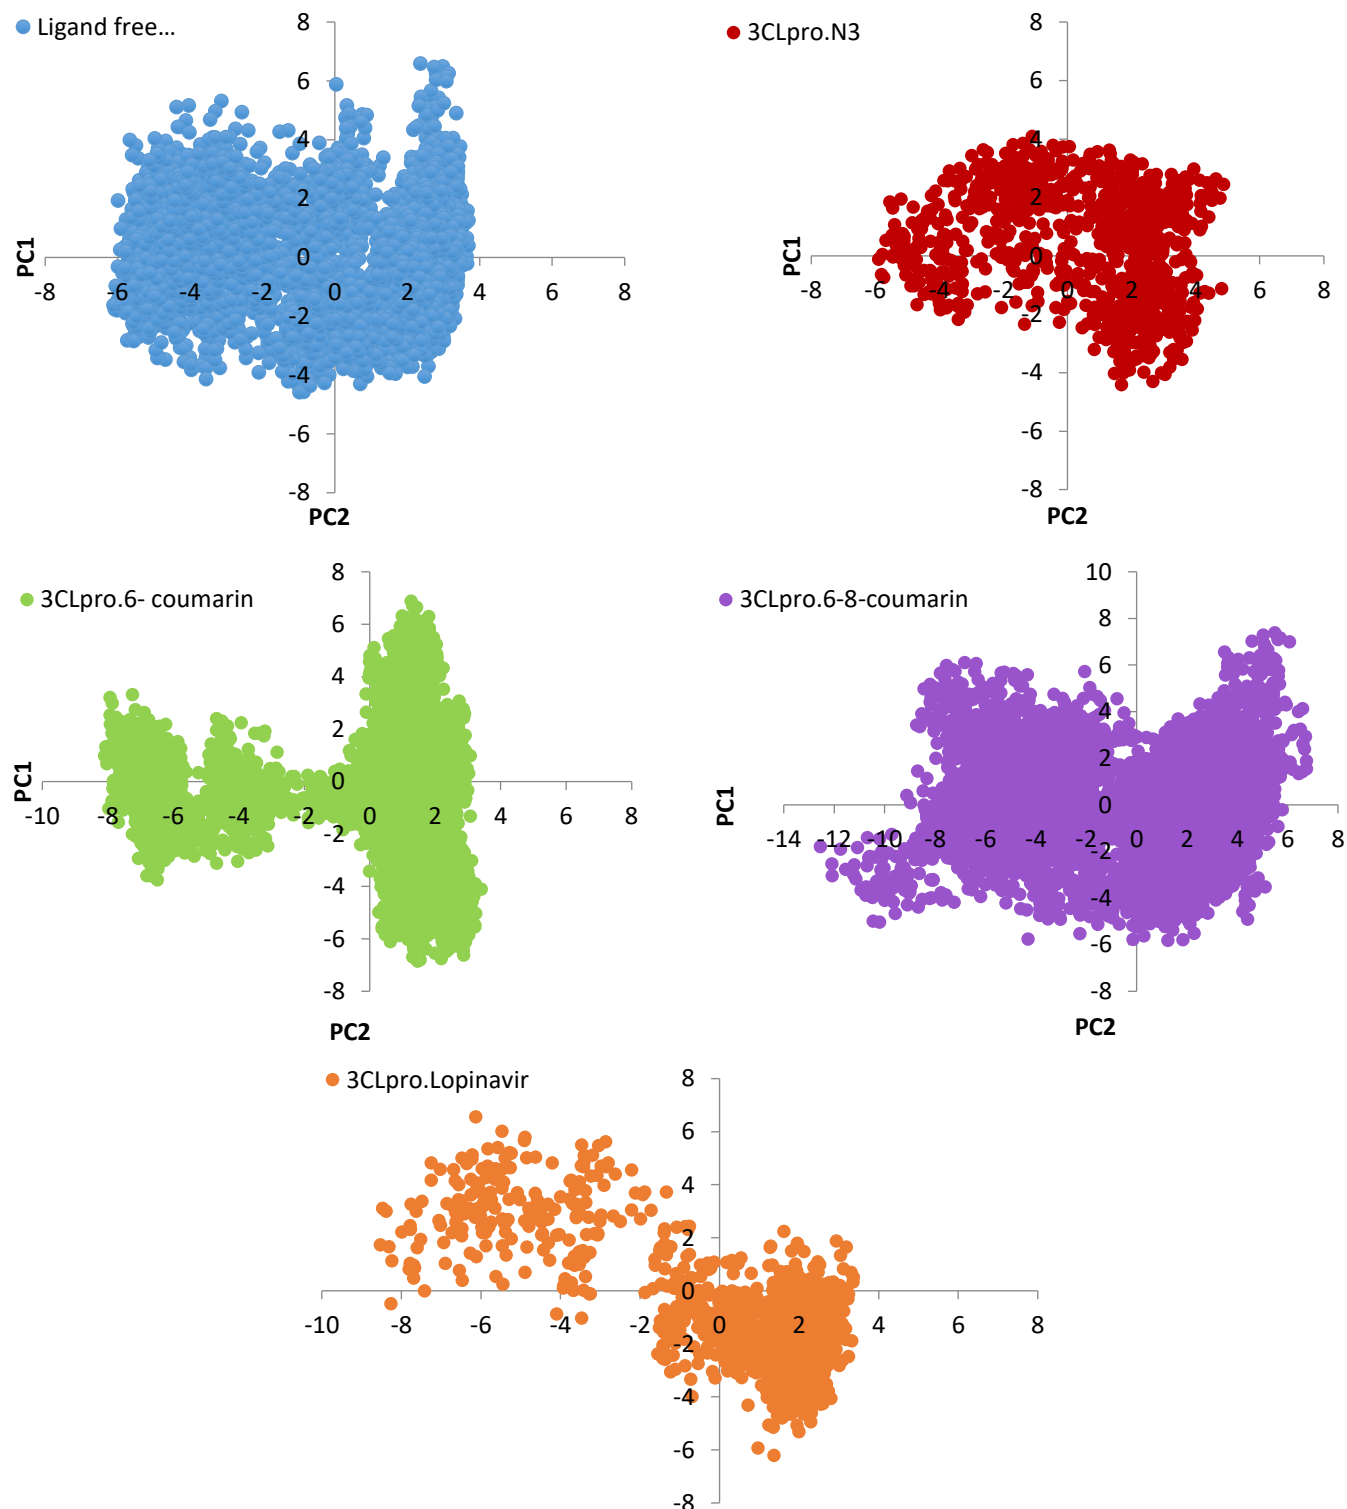 Ligand free...
8
6
4
2
0
-2
-4
-6
-8
-8 -6 -4 -2 0 2 4 6 8
PC1
PC2
3CLpro.N3
8
6
4
2
0
-2
-4
-6
-8
-8 -6 -4 -2 0 2 4 6 8
PC1
PC2
3CLpro.6- coumarin
8
6
4
2
0
-2
-4
-6
-8
-10 -8 -6 -4 -2 0 2 4 6 8
PC1
PC2
3CLpro.6-8-coumarin
10
8
6
4
2
0
-2
-4
-6
-8
-14 -12 -10 -8 -6 -4 -2 0 2 4 6 8
PC1
PC2
3CLpro.Lopinavir
8
6
4
2
0
-2
-4
-6
-8
-10 -8 -6 -4 -2 0 2 4 6 8